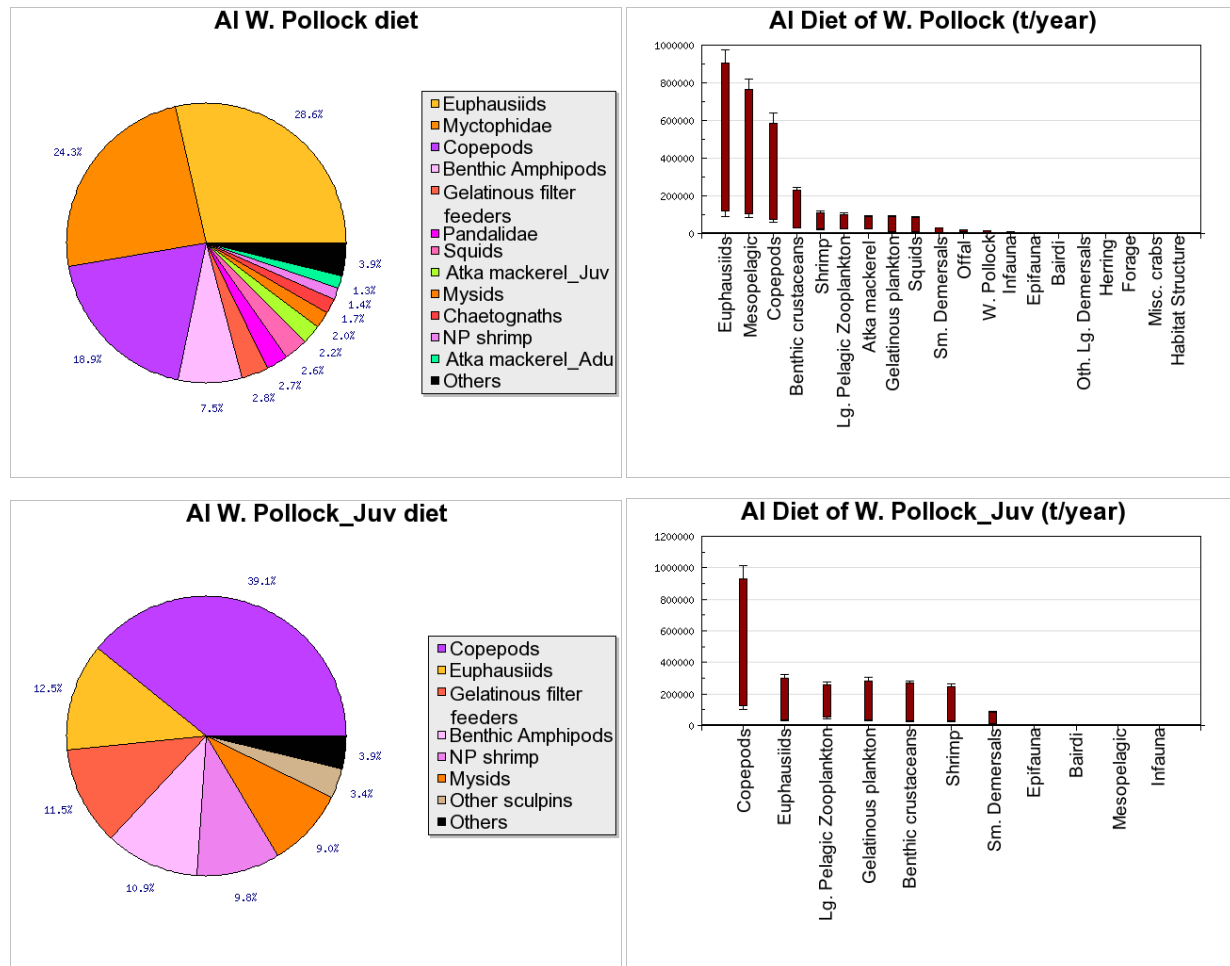 AI W. Pollock diet
28.6%
24.3%
18.9%
7.5%
2.8%
2.7%
2.6%
2.2%
2.0%
1.7%
1.4%
1.3%
3.9%
Euphausiids
Myctophidae
Copepods
Benthic Amphipods
Gelatinous filter
feeders
Pandalidae
Squids
Atka mackerel_Juv
Mysids
Chaetognaths
NP shrimp
Atka mackerel_Adu
Others
AI Diet of W. Pollock (t/year)
1000000
800000
600000
400000
200000
0
Euphausiids
Mesopelagic
Copepods
Benthic crustaceans
Shrimp
Lg. Pelagic Zooplankton
Atka mackerel
Gelatinous plankton
Squids
Sm. Demersals
Offal
W. Pollock
Infauna
Epifauna
Bairdi
Oth. Lg. Demersals
Herring
Forage
Misc. crabs
Habitat Structure
AI W. Pollock_Juv diet
39.1%
12.5%
11.5%
10.9%
9.8%
9.0%
3.4%
3.9%
Copepods
Euphausiids
Gelatinous filter
feeders
Benthic Amphipods
NP shrimp
Mysids
Other sculpins
Others
AI Diet of W. Pollock_Juv (t/year)
1200000
1000000
800000
600000
400000
200000
0
Copepods
Euphausiids
Lg. Pelagic Zooplankton
Gelatinous plankton
Benthic crustaceans
Shrimp
Sm. Demersals
Epifauna
Bairdi
Mesopelagic
Infauna